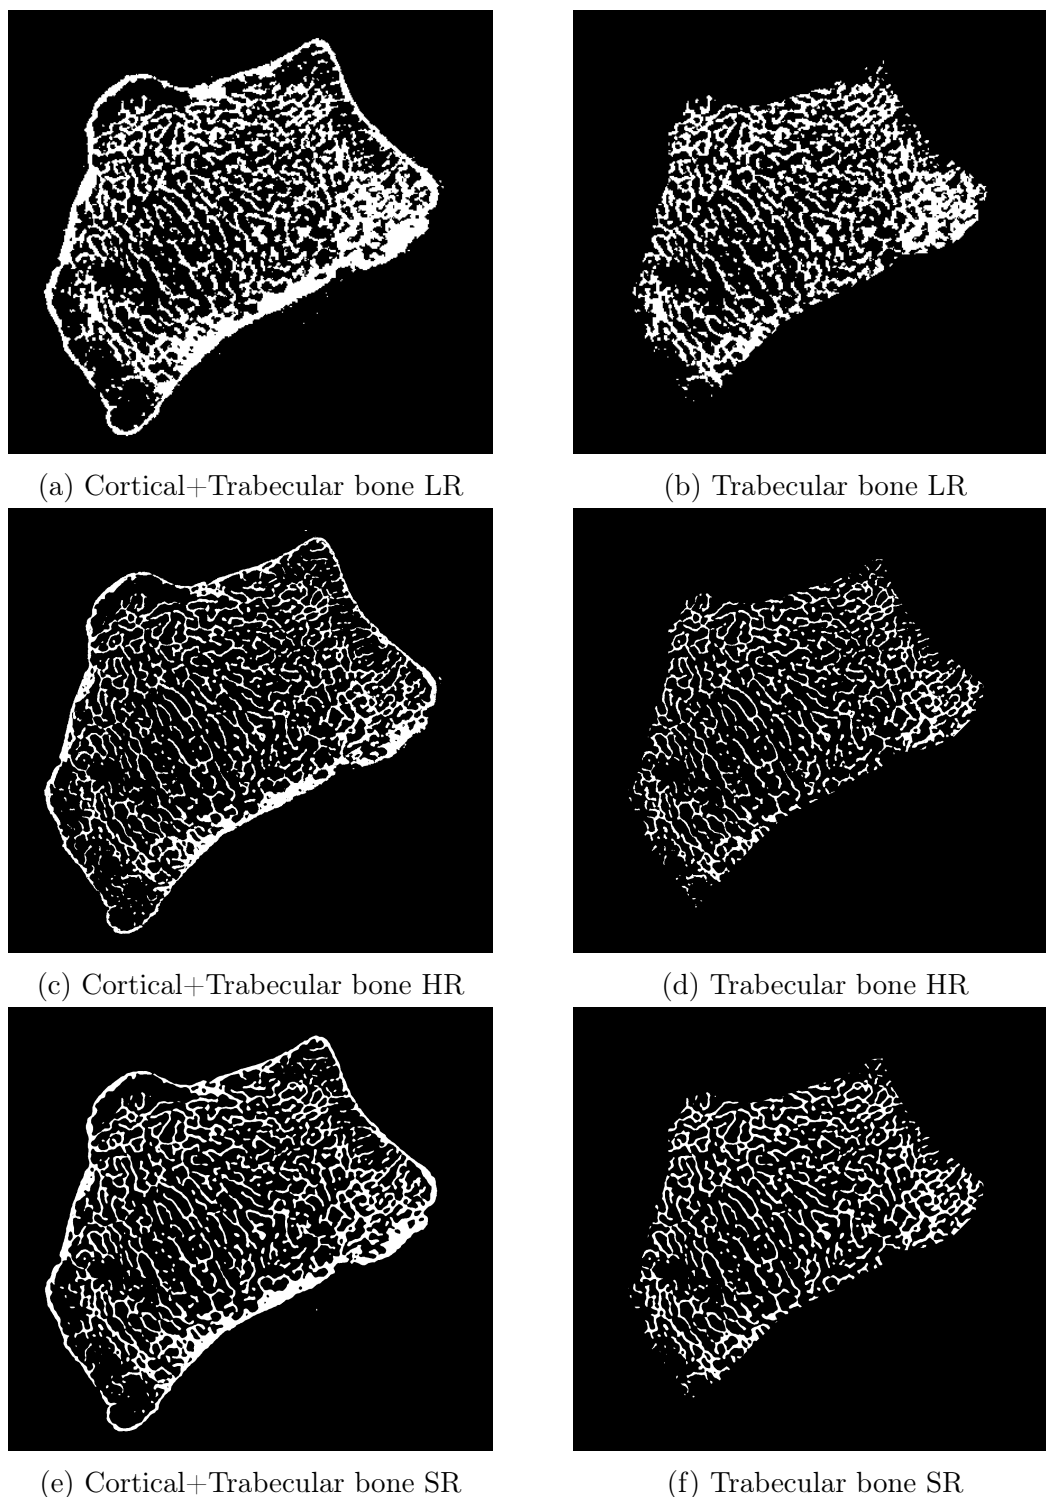 (a) Cortical+Trabecular bone LR
(b) Trabecular bone LR
(c) Cortical+Trabecular bone HR
(d) Trabecular bone HR
(e) Cortical+Trabecular bone SR
(f) Trabecular bone SR